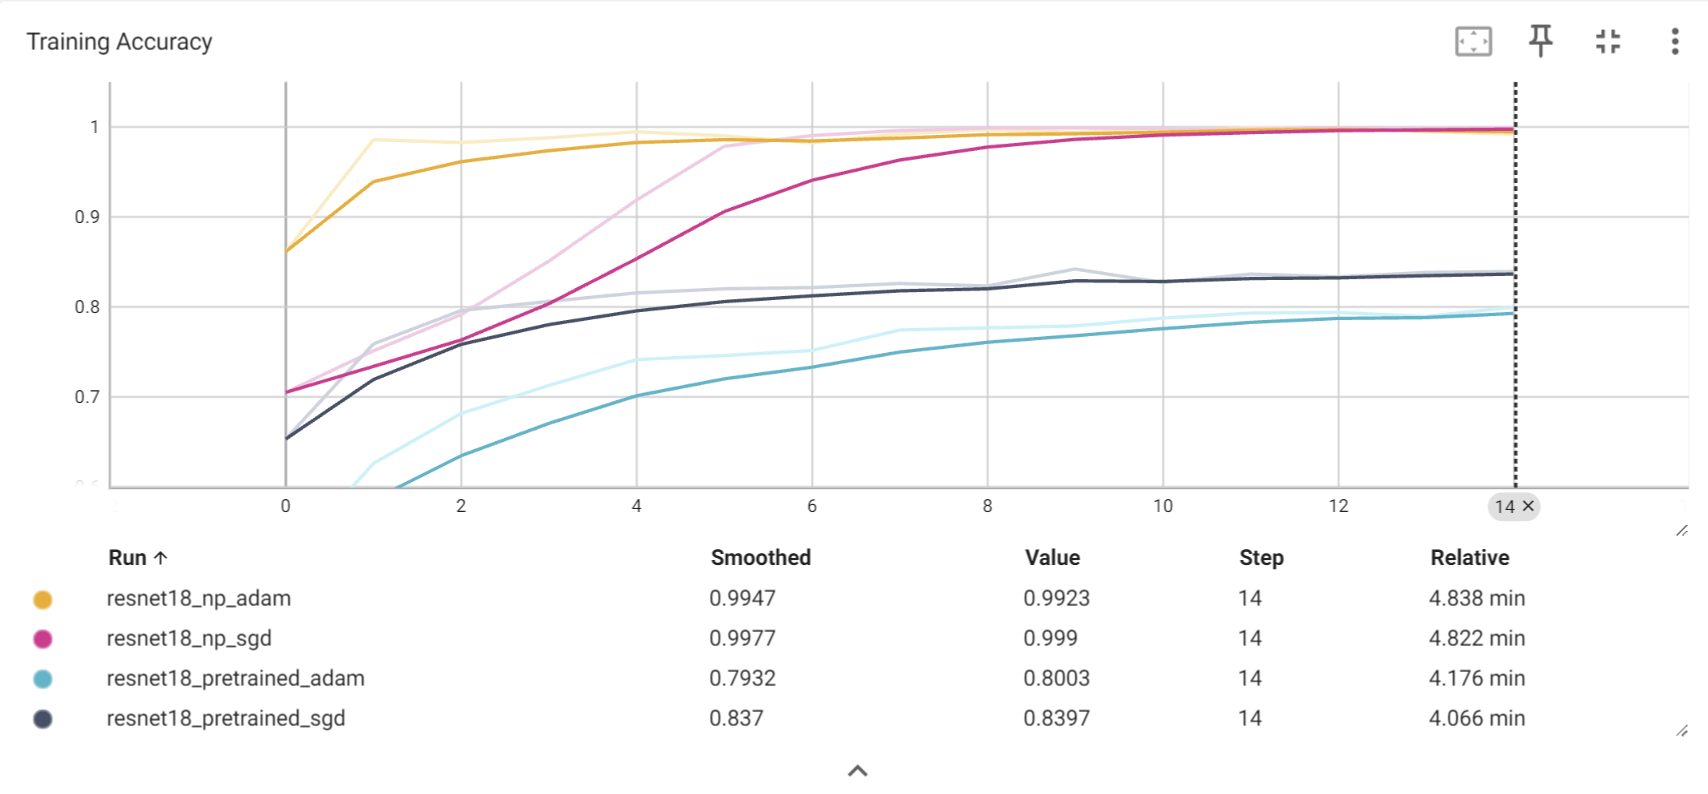 Training Accuracy
1
0.9
0.8
0.7
0 2 4 6 8 10 12 14 ×
Run ↑ Smoothed Value Step Relative
resnet18_np_adam 0.9947 0.9923 14 4.838 min
resnet18_np_sgd 0.9977 0.999 14 4.822 min
resnet18_pretrained_adam 0.7932 0.8003 14 4.176 min
resnet18_pretrained_sgd 0.837 0.8397 14 4.066 min